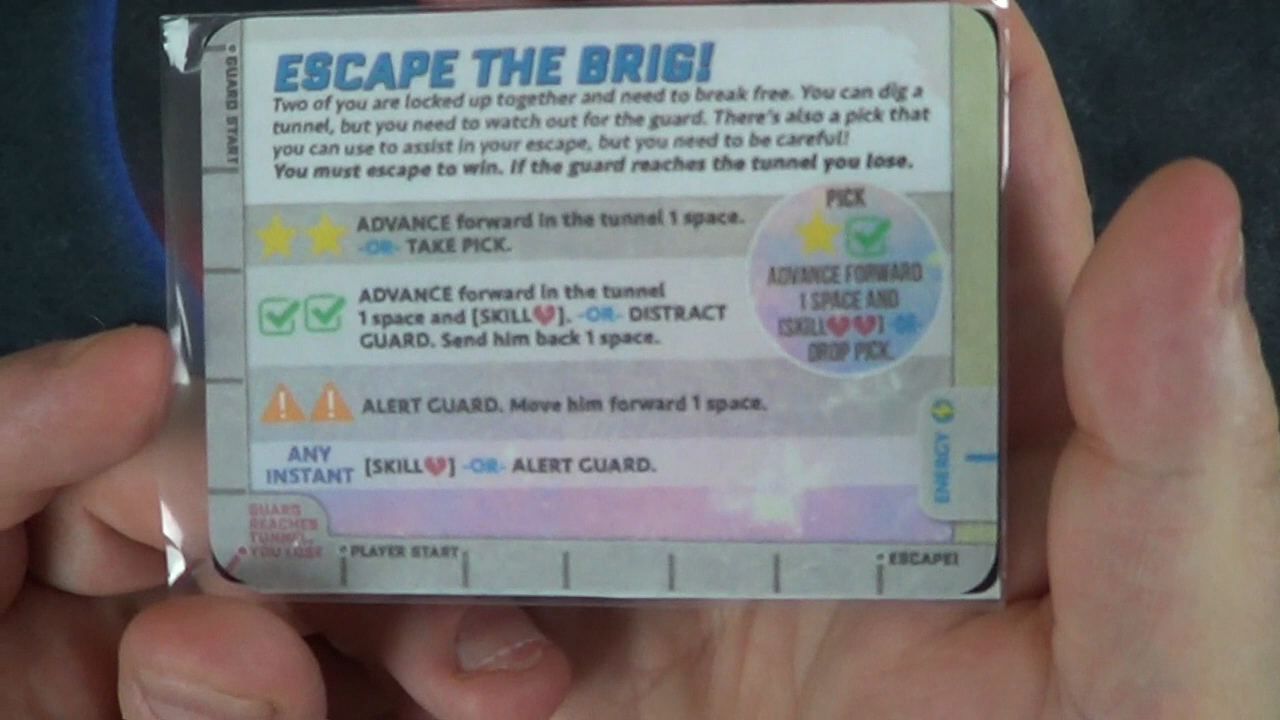 ESCAPE THE BRIG!
Two of you are locked up together and need to break free. You can dig a
tunnel, but you need to watch out for the guard. There's also a pick that
you can use to assist in your escape, but you need to be careful!
You must escape to win. If the guard reaches the tunnel you lose.
GUARD START
ADVANCE forward in the tunnel 1 space.
-OR- TAKE PICK.
PICK
ADVANCE FORWARD
1 SPACE AND
[SKILL💔💔] -OR-
DROP PICK.
ADVANCE forward in the tunnel
1 space and [SKILL💔]. -OR- DISTRACT
GUARD. Send him back 1 space.
ALERT GUARD. Move him forward 1 space.
ANY
INSTANT
[SKILL💔] -OR- ALERT GUARD.
ENERGY
GUARD
REACHES
TUNNEL,
YOU LOSE
PLAYER START
ESCAPE!